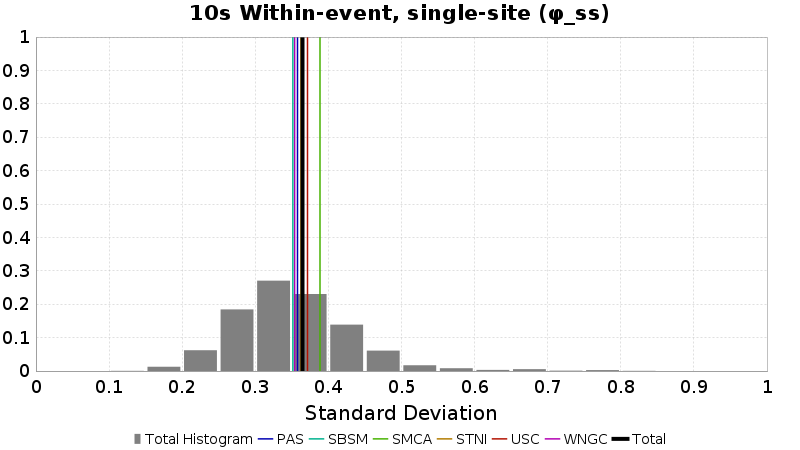 10s Within-event, single-site (φ_ss)
1
0.9
0.8
0.7
0.6
0.5
0.4
0.3
0.2
0.1
0
0 0.1 0.2 0.3 0.4 0.5 0.6 0.7 0.8 0.9 1
Standard Deviation
Total Histogram PAS SBSM SMCA STNI USC WNGC Total